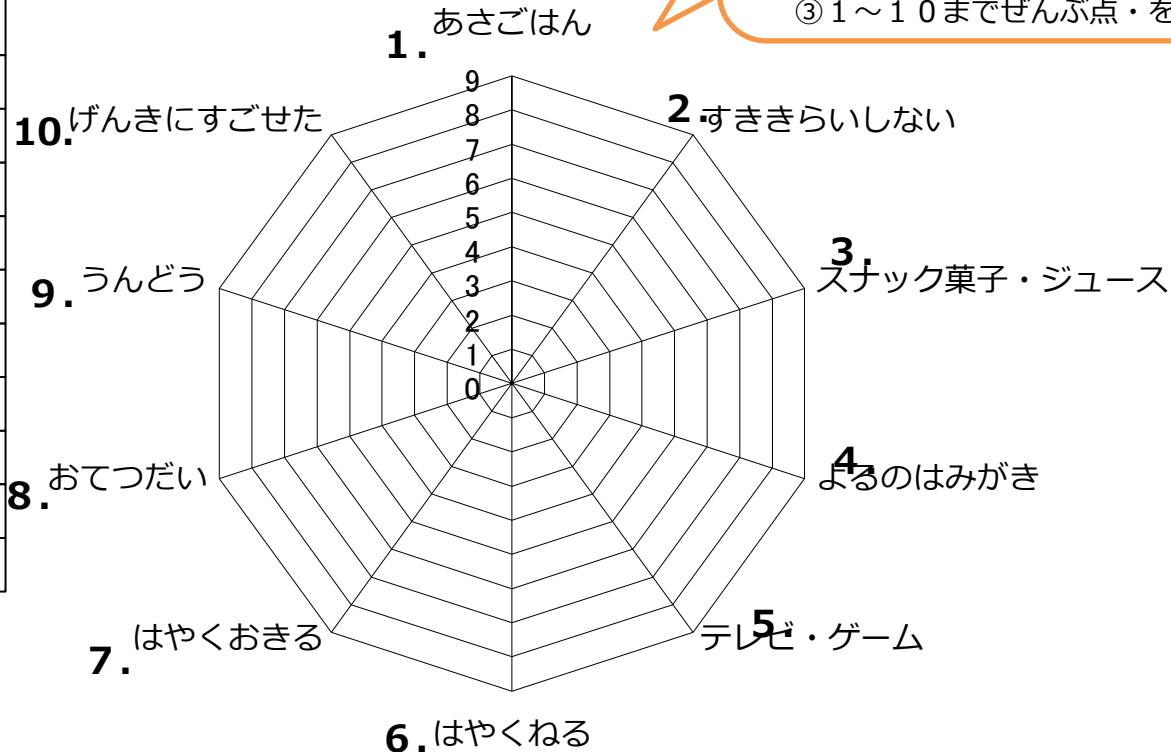 ③１～１０までぜんぶ点・を
1.
あさごはん
2.
すききらいしない
3.
スナック菓子・ジュース
4.
よるのはみがき
5.
テレビ・ゲーム
6.
はやくねる
7.
はやくおきる
8.
おてつだい
9.
うんどう
10.
げんきにすごせた
9
8
7
6
5
4
3
2
1
0